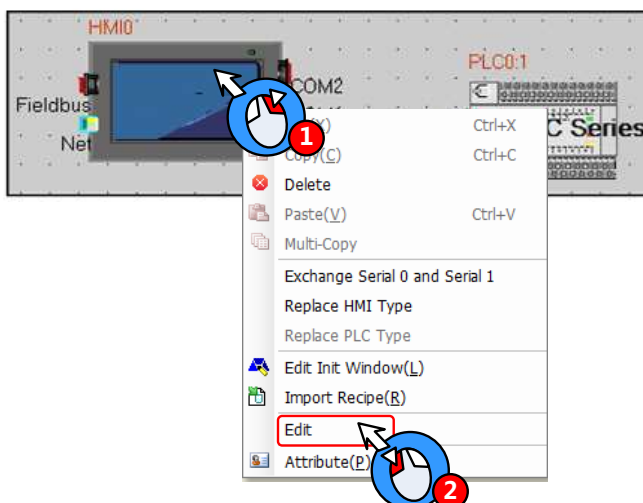 HMI0
PLC0:1
COM2
Fieldbus
Net
C Series
1
Ctrl+X
Copy(C) Ctrl+C
Delete
Paste(V) Ctrl+V
Multi-Copy
Exchange Serial 0 and Serial 1
Replace HMI Type
Replace PLC Type
Edit Init Window(L)
Import Recipe(R)
Edit
Attribute(P)
2